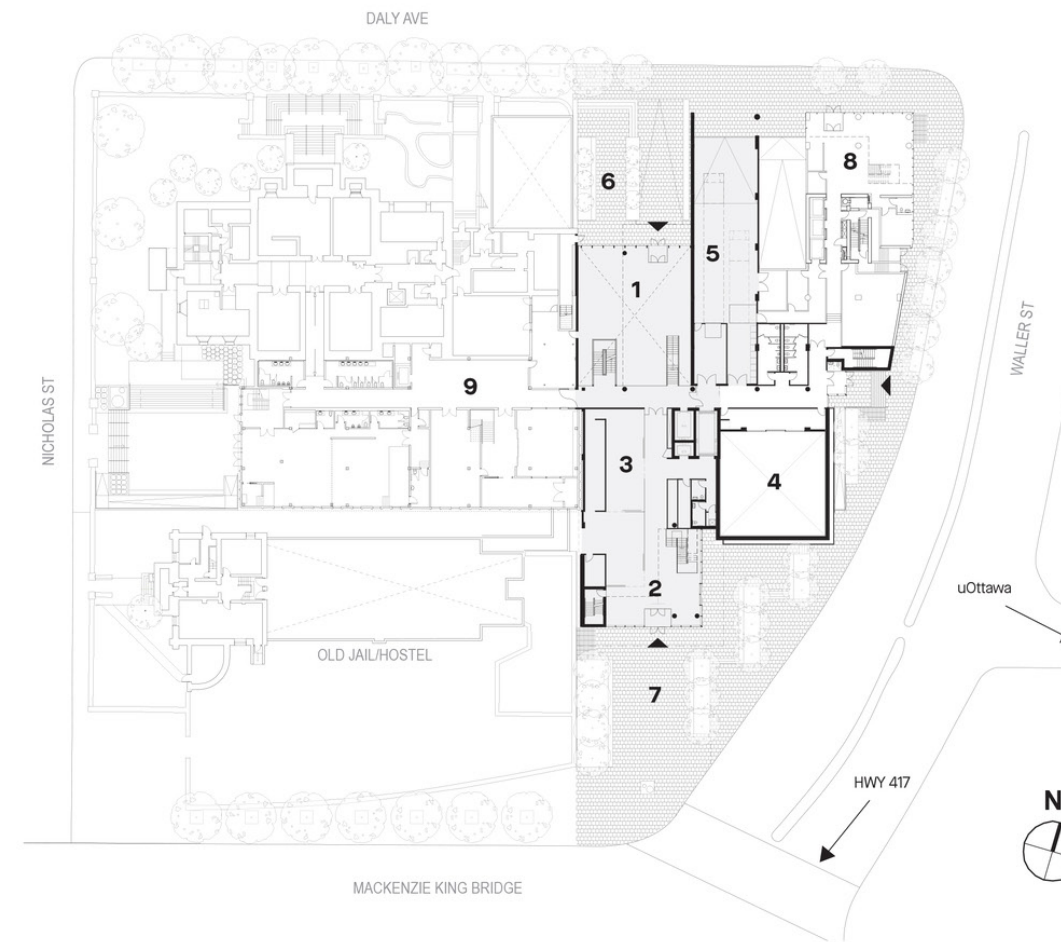 DALY AVE
8
6
5
1
WALLER ST
9
NICHOLAS ST
3
4
2
uOttawa
OLD JAIL/HOSTEL
7
HWY 417
N
MACKENZIE KING BRIDGE